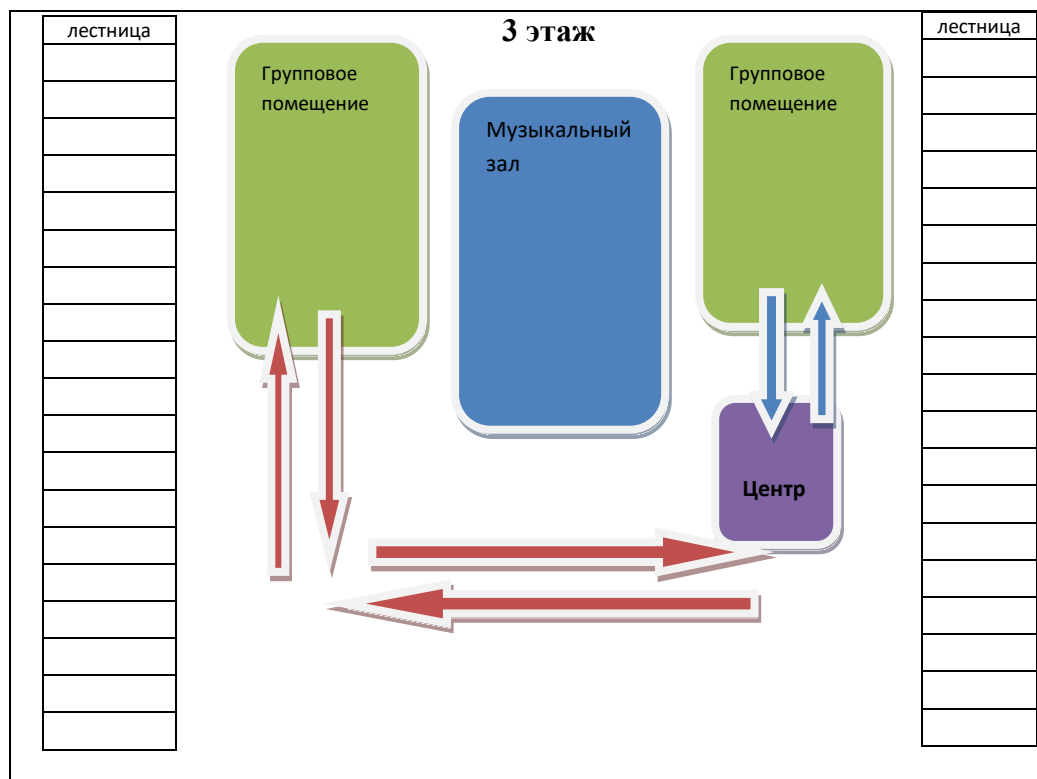 лестница
3 этаж
лестница
Групповое
помещение
Музыкальный
зал
Групповое
помещение
Центр